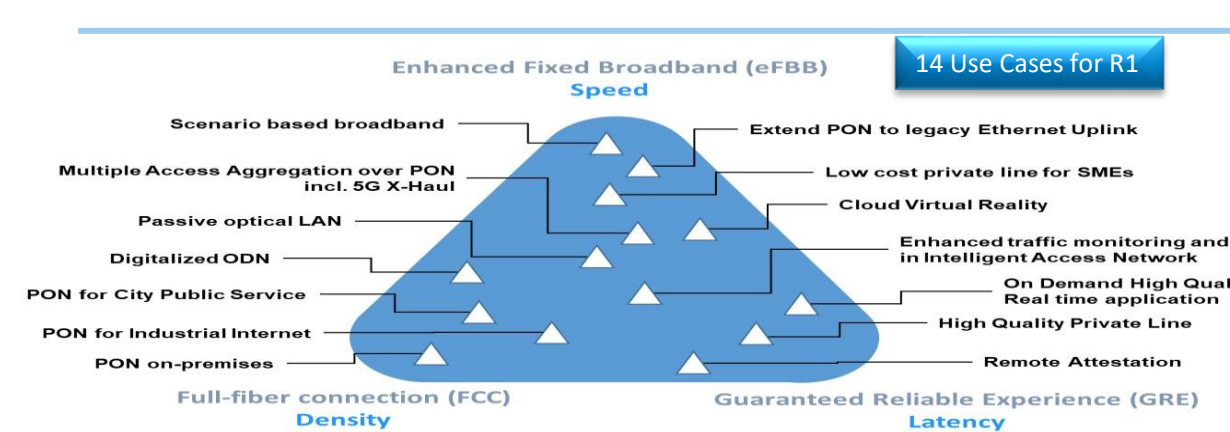 14 Use Cases for R1
Enhanced Fixed Broadband (eFBB)
Speed
Scenario based broadband
Extend PON to legacy Ethernet Uplink
Multiple Access Aggregation over PON
incl. 5G X-Haul
Low cost private line for SMEs
Passive optical LAN
Cloud Virtual Reality
Digitalized ODN
Enhanced traffic monitoring and
in Intelligent Access Network
PON for City Public Service
On Demand High Qual
Real time application
PON for Industrial Internet
High Quality Private Line
PON on-premises
Remote Attestation
Full-fiber connection (FCC)
Density
Guaranteed Reliable Experience (GRE)
Latency